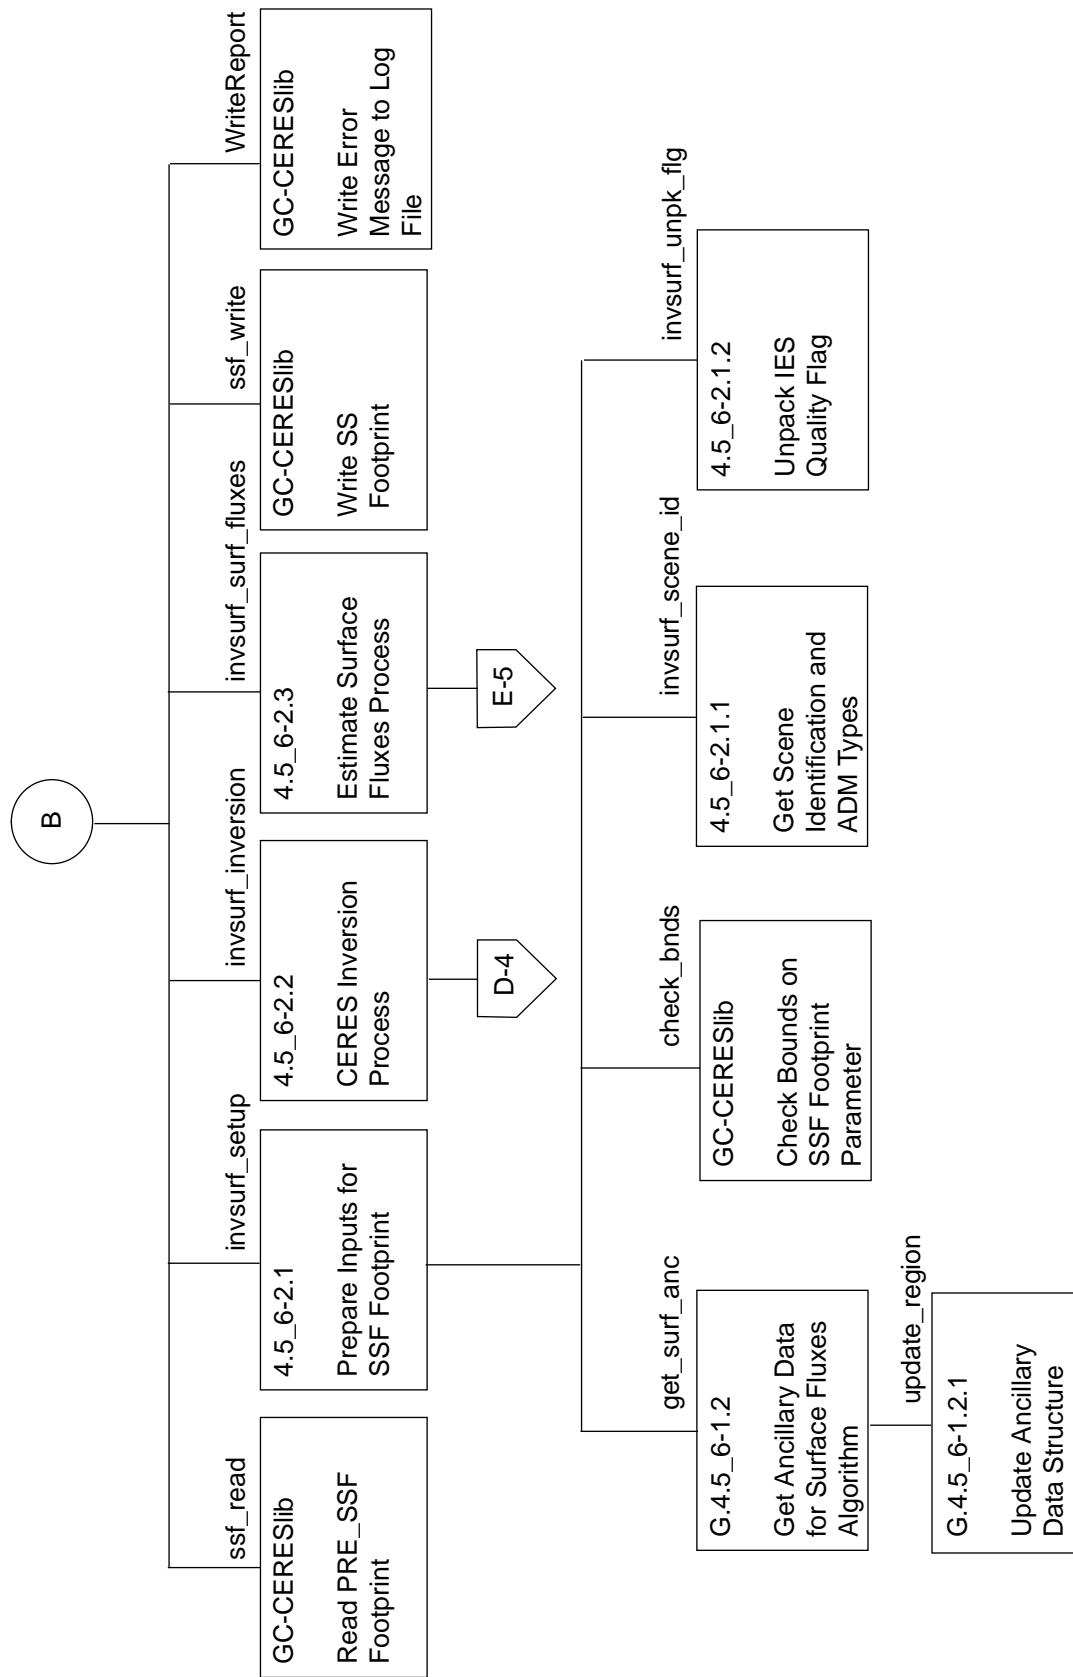 B
ssf_read
GC-CERESlib
Read PRE_SSF
Footprint
invsurf_setup
4.5_6-2.1
Prepare Inputs for
SSF Footprint
invsurf_inversion
4.5_6-2.2
CERES Inversion
Process
D-4
invsurf_surf_fluxes
4.5_6-2.3
Estimate Surface
Fluxes Process
E-5
ssf_write
GC-CERESlib
Write SS
Footprint
WriteReport
GC-CERESlib
Write Error
Message to Log
File
get_surf_anc
G.4.5_6-1.2
Get Ancillary Data
for Surface Fluxes
Algorithm
update_region
G.4.5_6-1.2.1
Update Ancillary
Data Structure
check_bnds
GC-CERESlib
Check Bounds on
SSF Footprint
Parameter
invsurf_scene_id
4.5_6-2.1.1
Get Scene
Identification and
ADM Types
invsurf_unpk_flg
4.5_6-2.1.2
Unpack IES
Quality Flag